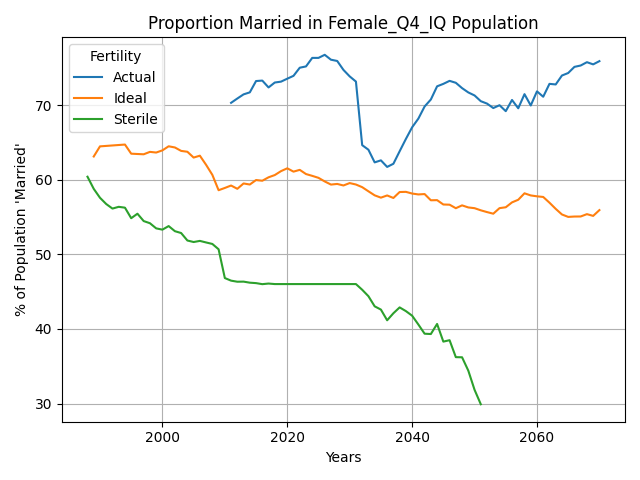 Proportion Married in Female_Q4_IQ Population
% of Population 'Married'
Fertility
Actual
Ideal
Sterile
70
60
50
40
30
2000 2020 2040 2060
Years